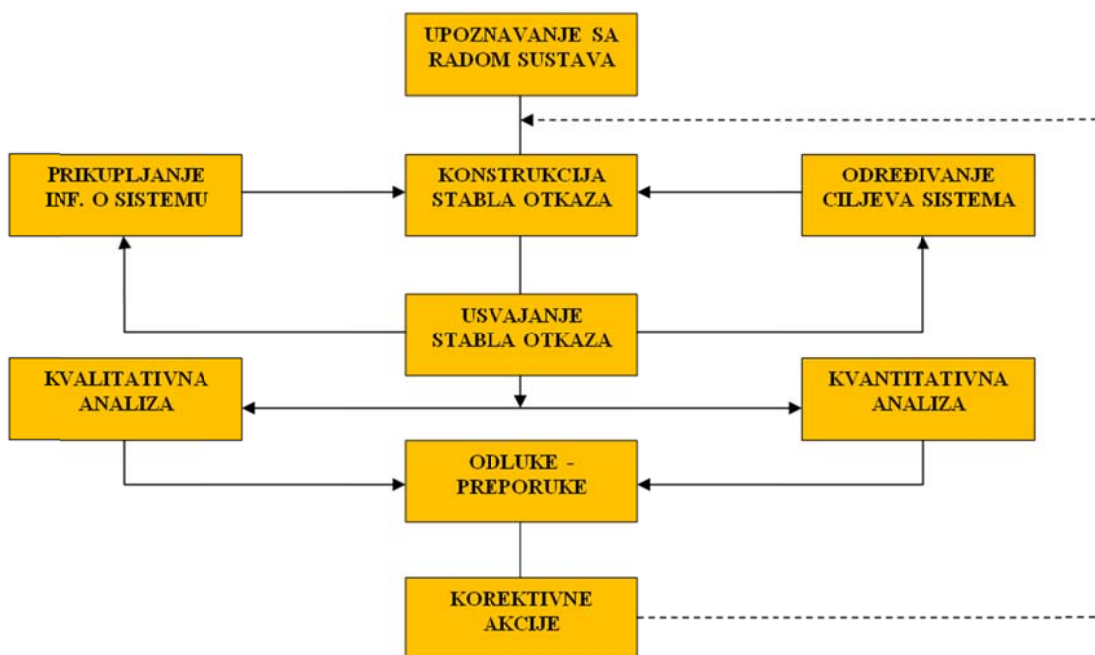 UPOZNAVANJE SA
RADOM SUSTAVA
PRIKUPLJANJE
INF. O SISTEMU
KONSTRUKCIJA
STABLA OTKAZA
ODREĐIVANJE
CILJEVA SISTEMA
USVAJANJE
STABLA OTKAZA
KVALITATIVNA
ANALIZA
KVANTITATIVNA
ANALIZA
ODLUKE -
PREPORUKE
KOREKTIVNE
AKCIJE